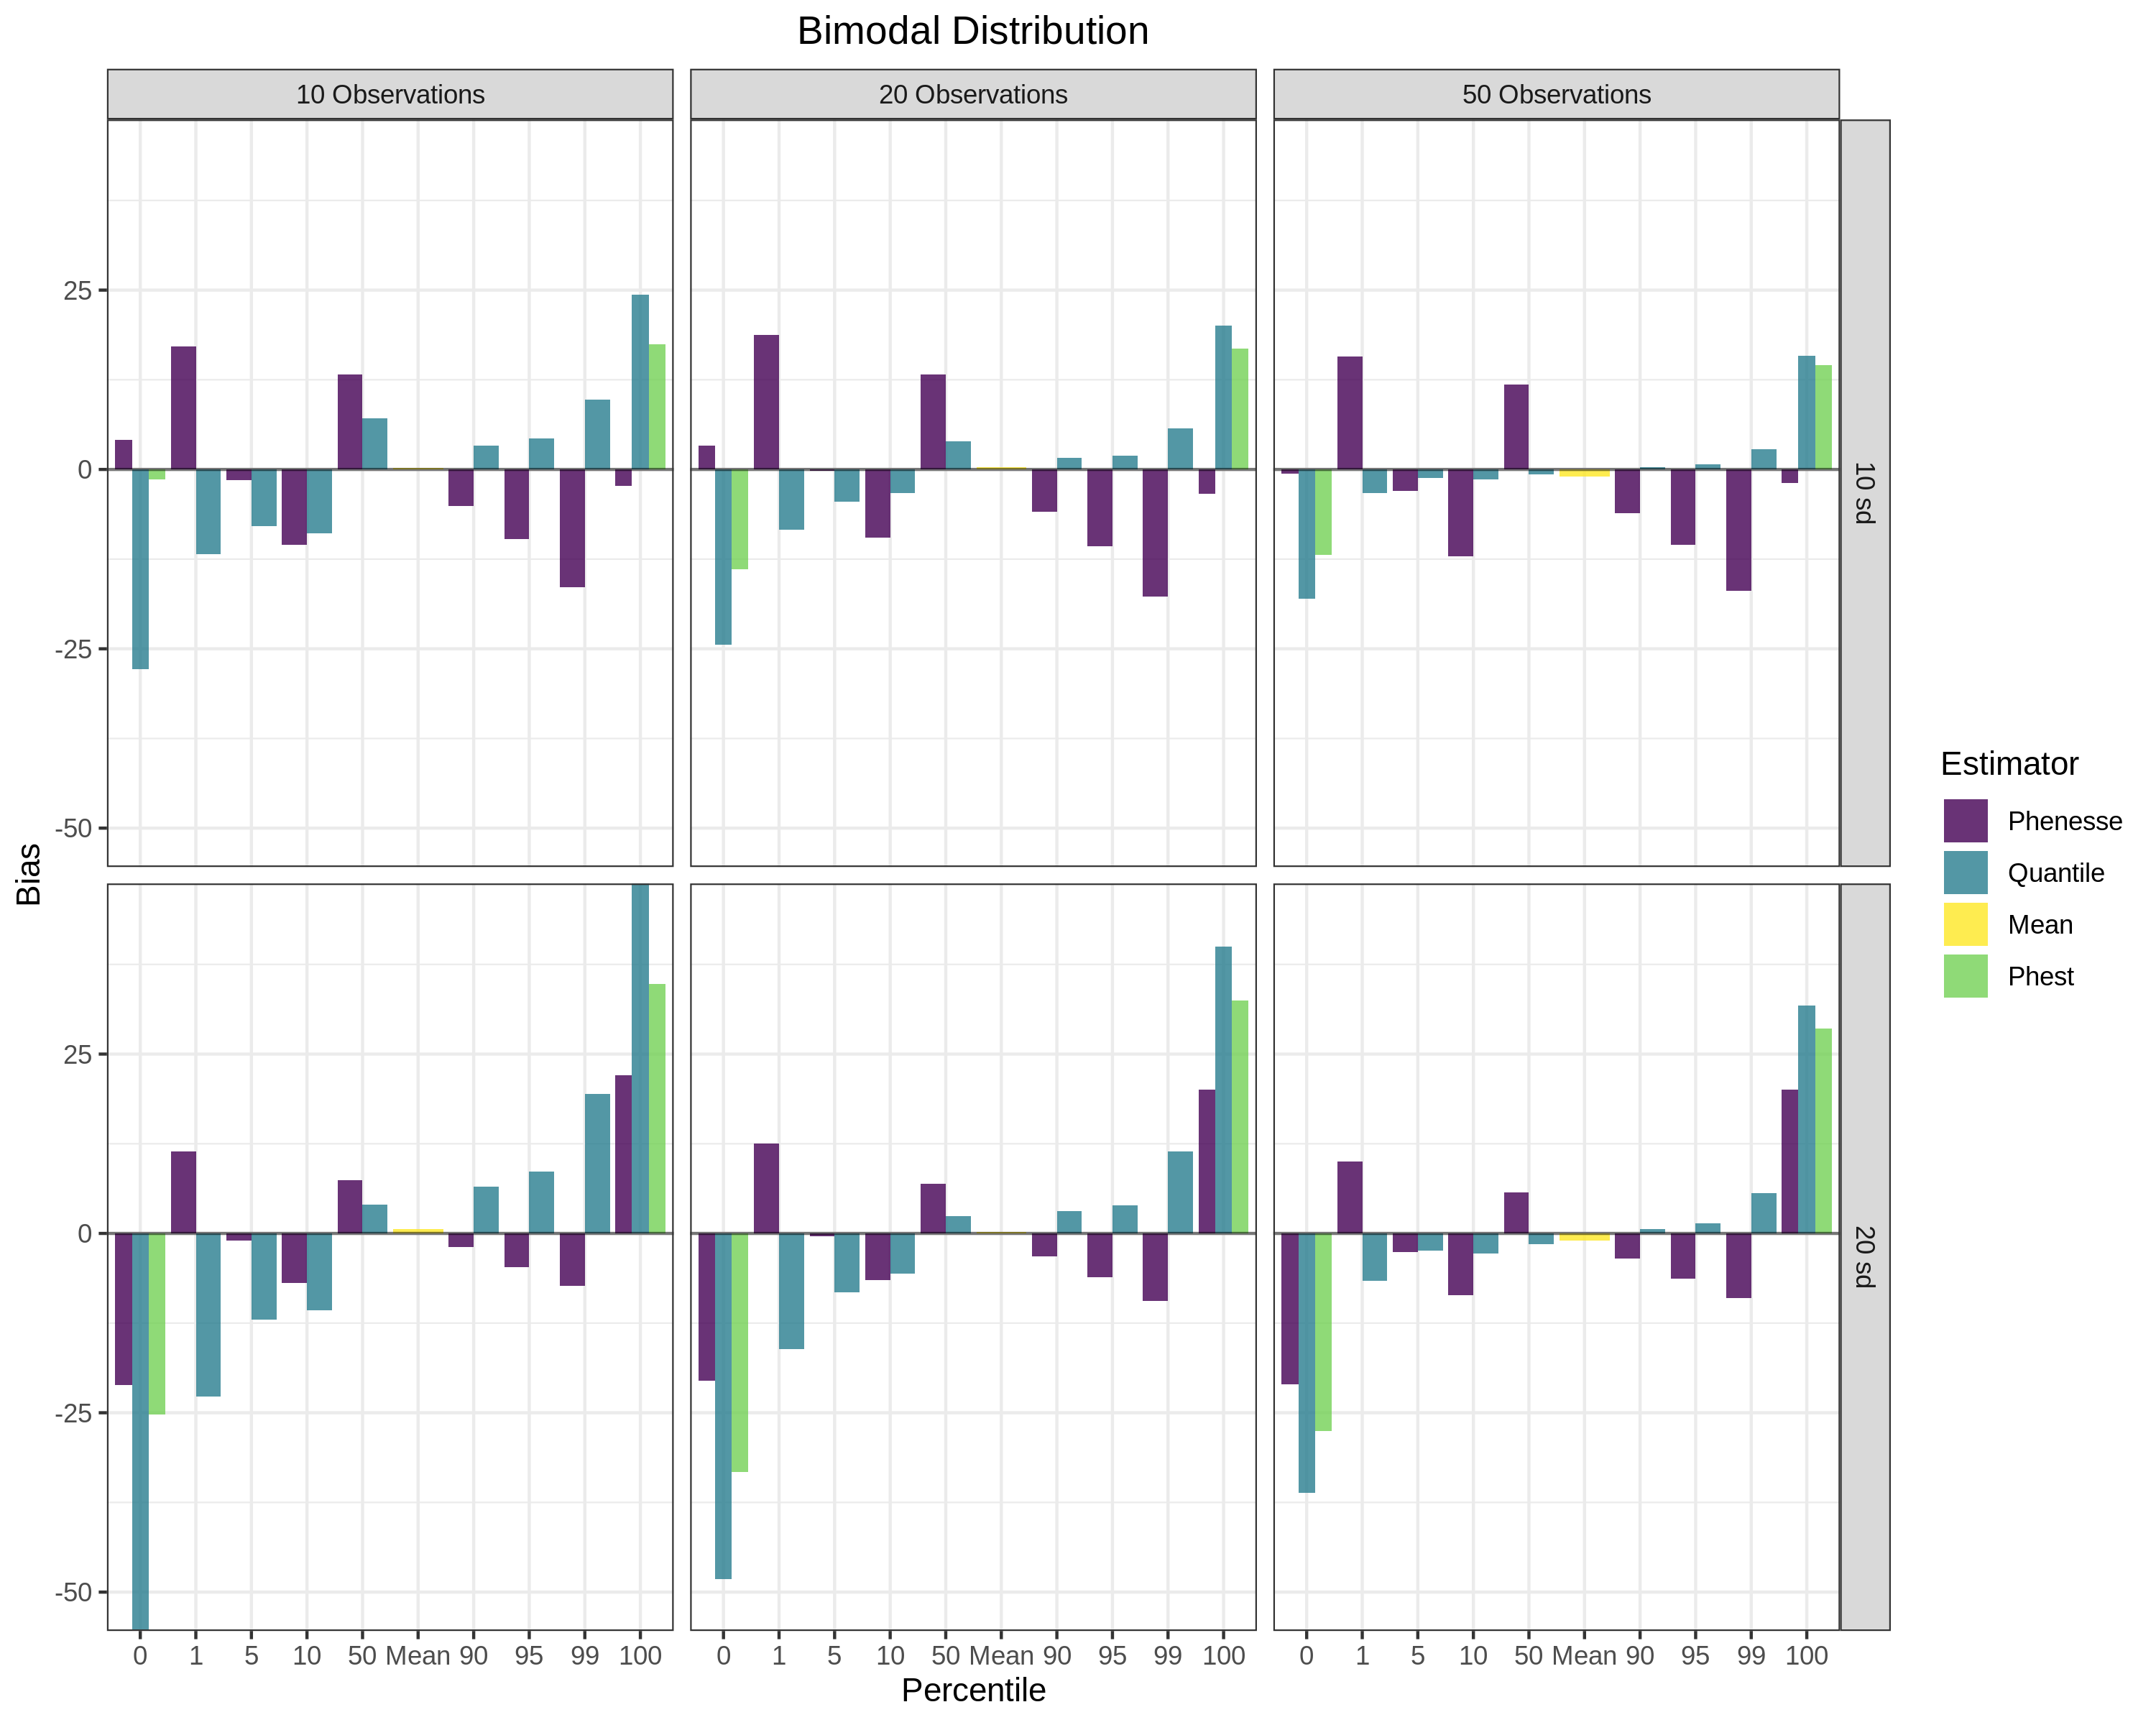 Bimodal Distribution
10 Observations
20 Observations
50 Observations
25
0
-25
-50
10 sd
Bias
25
0
-25
-50
20 sd
0 1 5 10 50 Mean 90 95 99 100
0 1 5 10 50 Mean 90 95 99 100
0 1 5 10 50 Mean 90 95 99 100
Percentile
Estimator
Phenesse
Quantile
Mean
Phest